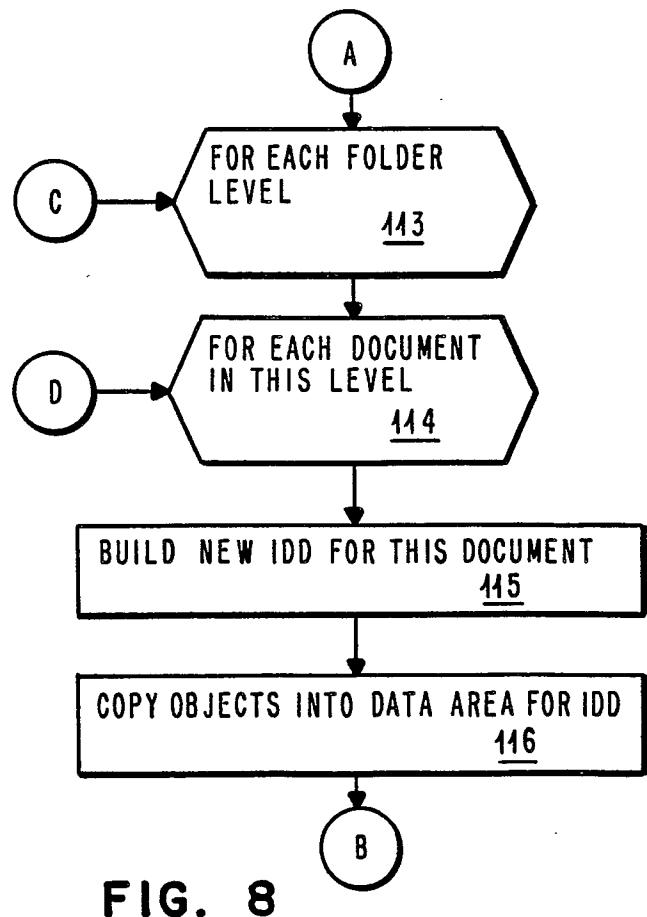 A
FOR EACH FOLDER
LEVEL
113
C
FOR EACH DOCUMENT
IN THIS LEVEL
114
D
BUILD NEW IDD FOR THIS DOCUMENT
115
COPY OBJECTS INTO DATA AREA FOR IDD
116
B
FIG. 8